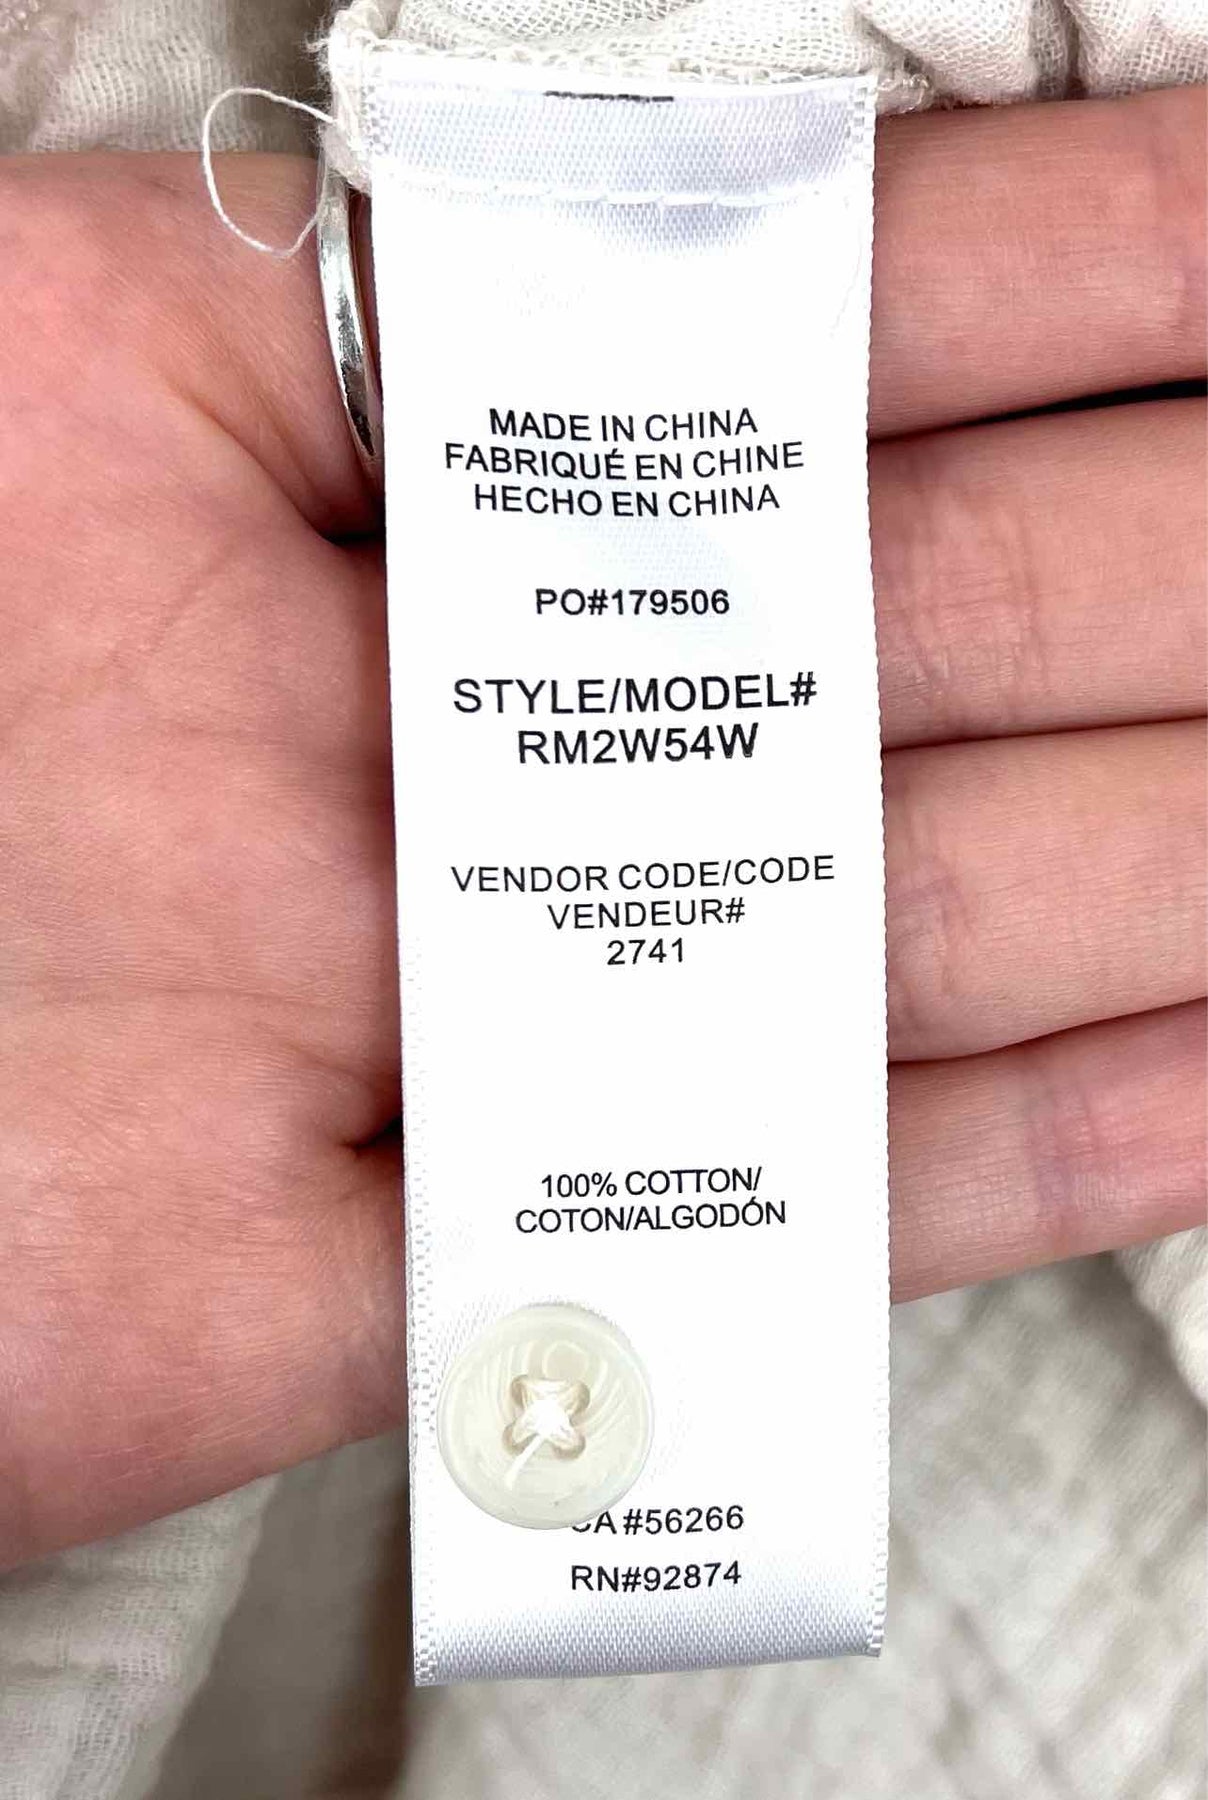 MADE IN CHINA
FABRIQUÉ EN CHINE
HECHO EN CHINA
PO#179506
STYLE/MODEL#
RM2W54W
VENDOR CODE/CODE
VENDEUR#
2741
100% COTTON/
COTON/ALGODÓN
CA #56266
RN#92874